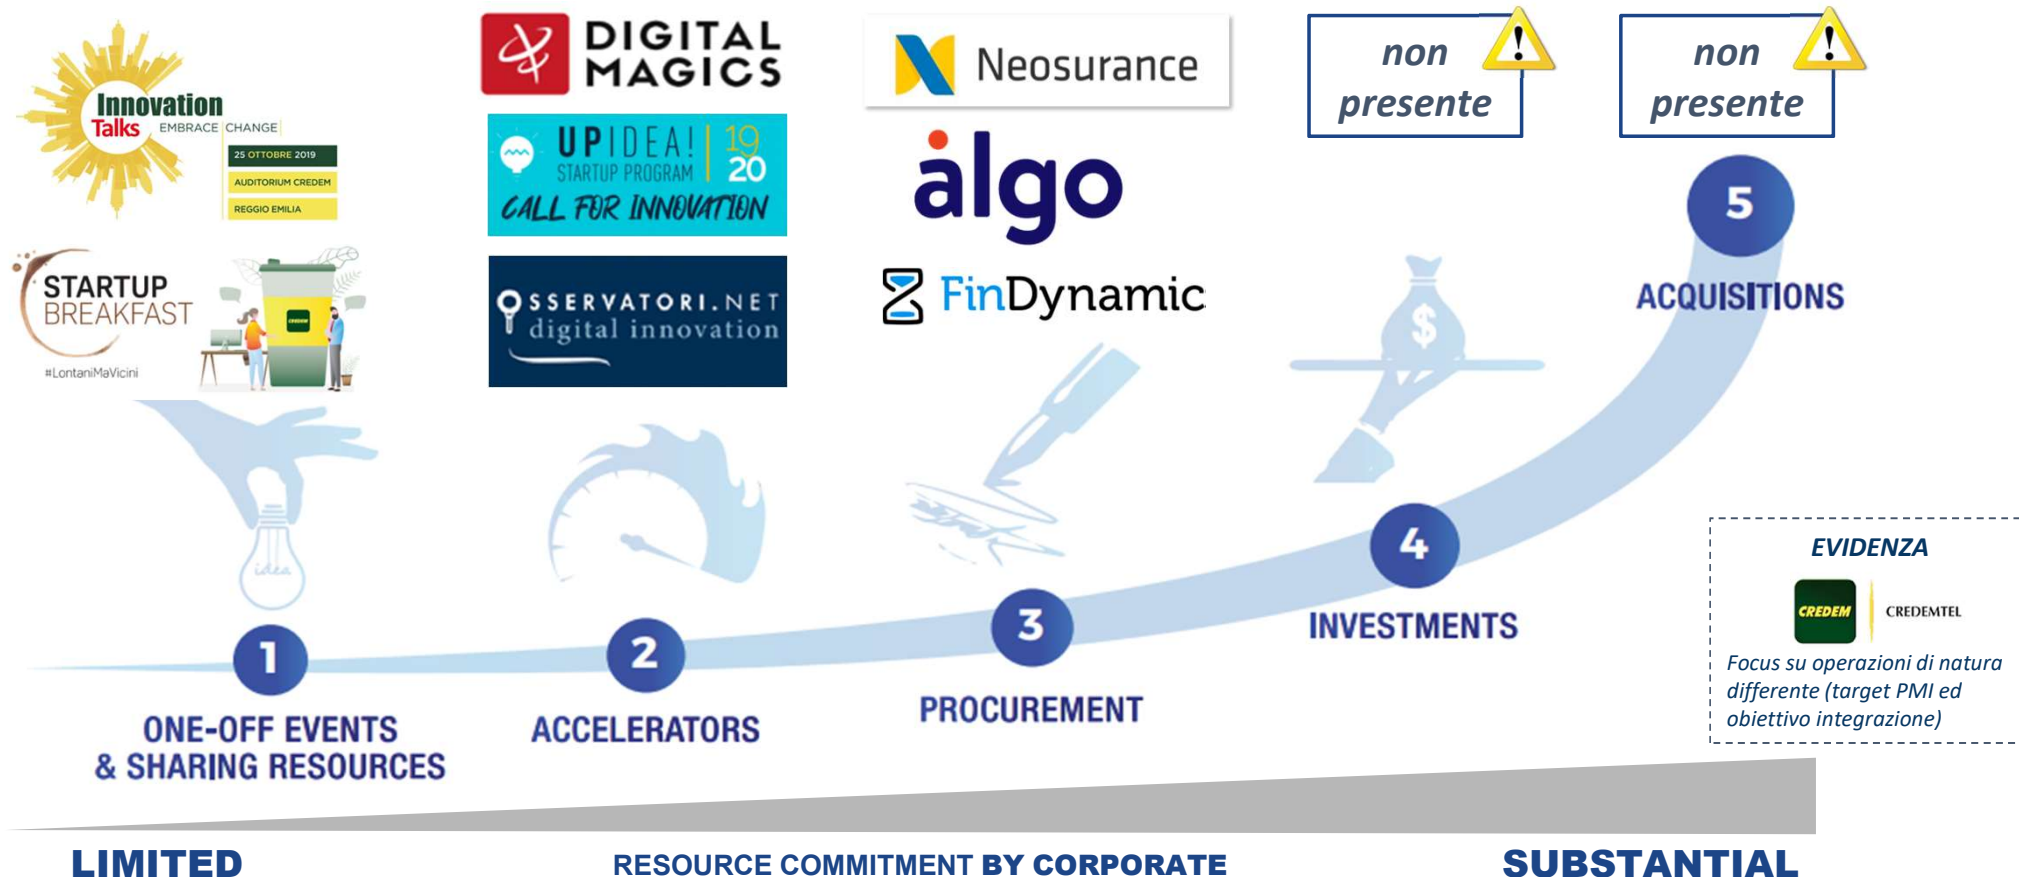 Innovation
Talks EMBRACE CHANGE
25 OTTOBRE 2019
AUDITORIUM CREDEM
REGGIO EMILIA
STARTUP
BREAKFAST
CREDEM
#LontaniMaVicini
DIGITAL
MAGICS
UPIDEA! 19
STARTUP PROGRAM 20
CALL FOR INNOVATION
OSSERVATORI.NET
digital innovation
Neosurance
algo
FinDynamic
non
presente
!
non
presente
!
idea
$
1
ONE-OFF EVENTS
& SHARING RESOURCES
2
ACCELERATORS
3
PROCUREMENT
4
INVESTMENTS
5
ACQUISITIONS
EVIDENZA
CREDEM CREDEMTEL
Focus su operazioni di natura
differente (target PMI ed
obiettivo integrazione)
LIMITED
RESOURCE COMMITMENT BY CORPORATE
SUBSTANTIAL